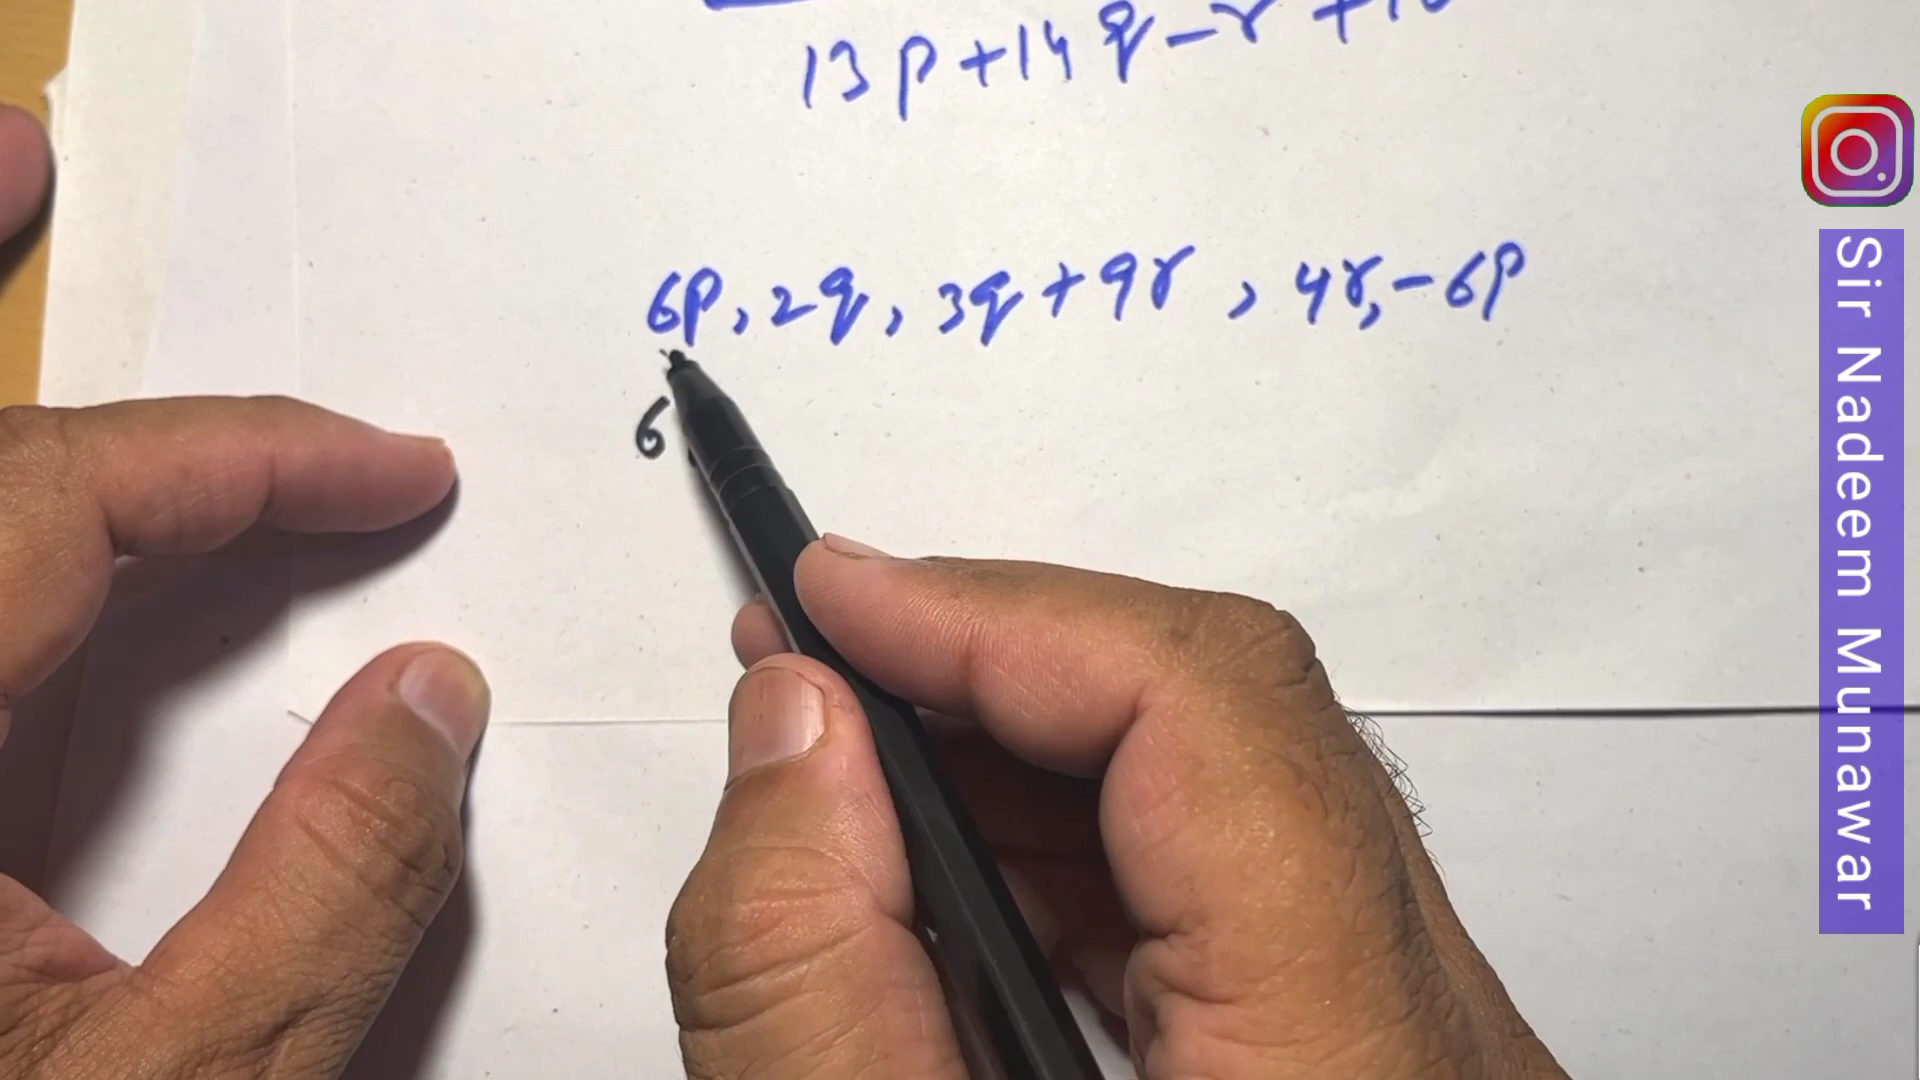 13p+14q-r+1
6p, 2q, 3q+9r, 4r, -6p
6
Sir Nadeem Munawar